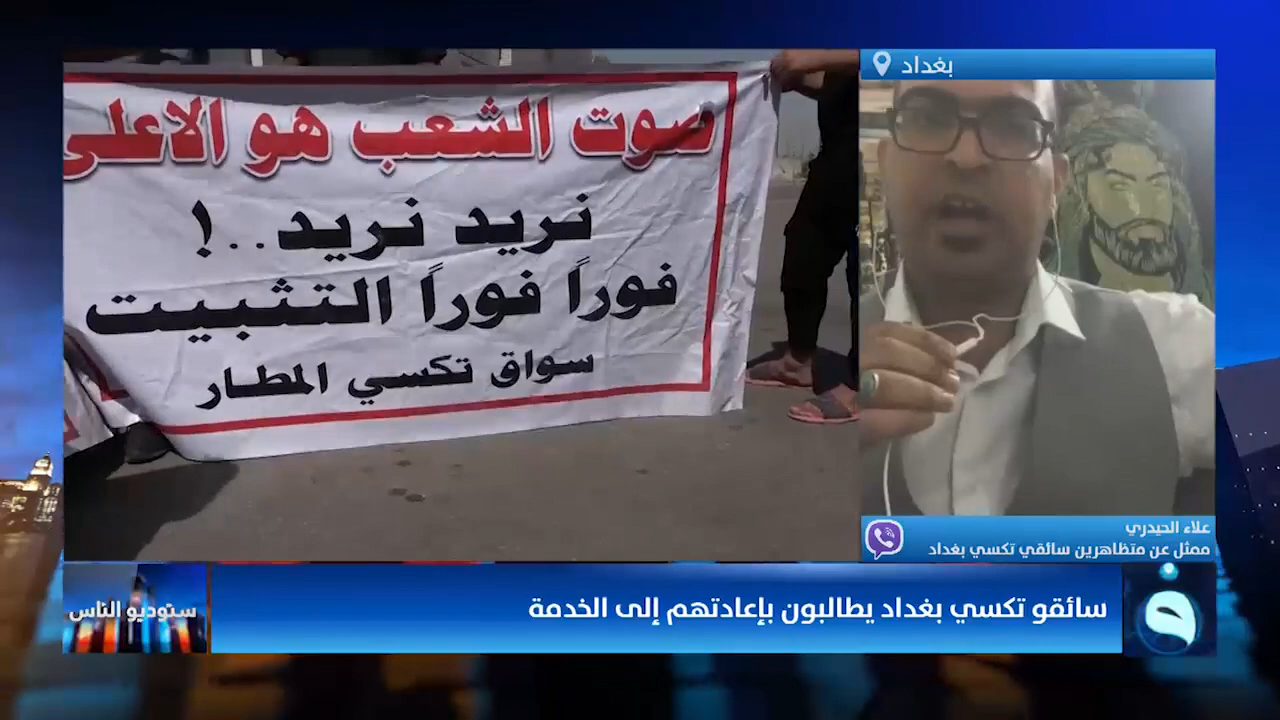 صوت الشعب هو الاعلى
نريد نريد..!
فوراً فوراً التثبيت
سواق تكسي المطار
بغداد
علاء الحيدري
ممثل عن متظاهرين سائقي تكسي بغداد
سائقو تكسي بغداد يطالبون بإعادتهم إلى الخدمة
ستوديو الناس